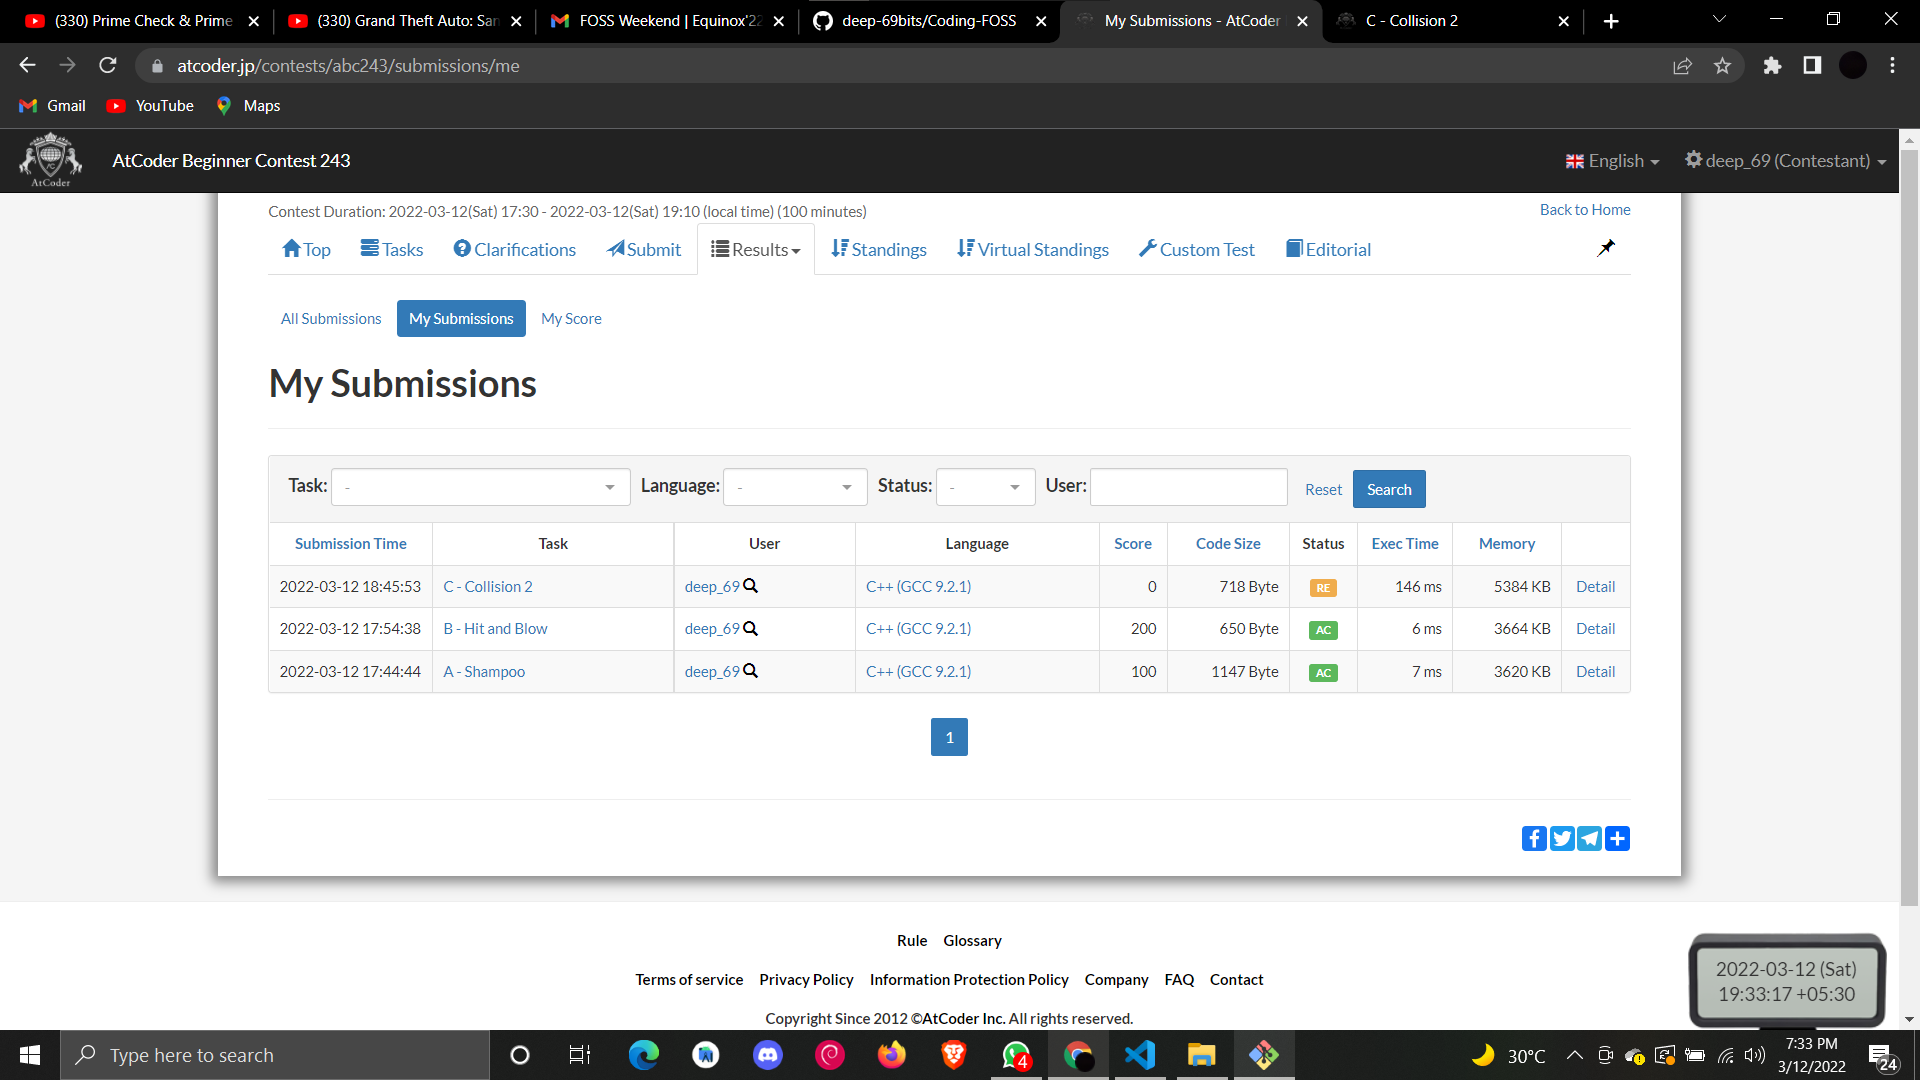 (330) Prime Check & Prime
(330) Grand Theft Auto: San
FOSS Weekend | Equinox'22
deep-69bits/Coding-FOSS
My Submissions - AtCoder
C - Collision 2
atcoder.jp/contests/abc243/submissions/me
Gmail
YouTube
Maps
AtCoder
AtCoder Beginner Contest 243
English
deep_69 (Contestant)
Contest Duration: 2022-03-12(Sat) 17:30 - 2022-03-12(Sat) 19:10 (local time) (100 minutes)
Back to Home
Top
Tasks
Clarifications
Submit
Results
Standings
Virtual Standings
Custom Test
Editorial
All Submissions
My Submissions
My Score
My Submissions
Task: -
Language: -
Status: -
User:
Reset
Search
Submission Time Task User Language Score Code Size Status Exec Time Memory
2022-03-12 18:45:53 C - Collision 2 deep_69 C++ (GCC 9.2.1) 0 718 Byte RE 146 ms 5384 KB Detail
2022-03-12 17:54:38 B - Hit and Blow deep_69 C++ (GCC 9.2.1) 200 650 Byte AC 6 ms 3664 KB Detail
2022-03-12 17:44:44 A - Shampoo deep_69 C++ (GCC 9.2.1) 100 1147 Byte AC 7 ms 3620 KB Detail
1
Rule Glossary
Terms of service Privacy Policy Information Protection Policy Company FAQ Contact
Copyright Since 2012 ©AtCoder Inc. All rights reserved.
2022-03-12 (Sat)
19:33:17 +05:30
Type here to search
4
30°C
7:33 PM
3/12/2022
24